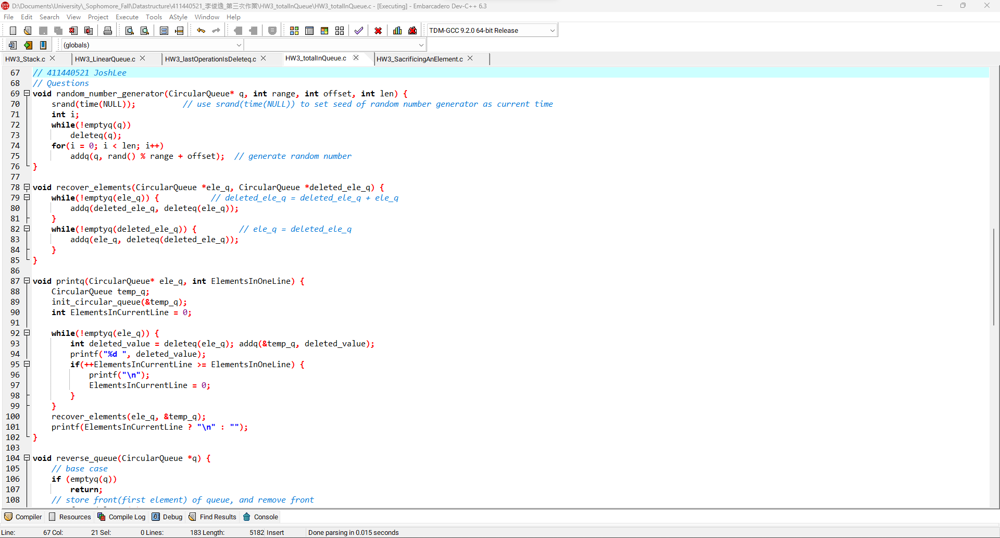 D:\Documents\University\_Sophomore_Fall\Datastructure\411440521_李俊逸_第三次作業\HW3_totalInQueue\HW3_totalInQueue.c - [Executing] - Embarcadero Dev-C++ 6.3
File Edit Search View Project Execute Tools AStyle Window Help
TDM-GCC 9.2.0 64-bit Release
(globals)
HW3_Stack.c HW3_LinearQueue.c HW3_lastOperationIsDeleteq.c HW3_totalInQueue.c HW3_SacrificingAnElement.c
67 // 411440521 JoshLee
68 // Questions
69 void random_number_generator(CircularQueue* q, int range, int offset, int len) {
70 srand(time(NULL)); // use srand(time(NULL)) to set seed of random number generator as current time
71 int i;
72 while(!emptyq(q))
73 deleteq(q);
74 for(i = 0; i < len; i++)
75 addq(q, rand() % range + offset); // generate random number
76 }
77
78 void recover_elements(CircularQueue *ele_q, CircularQueue *deleted_ele_q) {
79 while(!emptyq(ele_q)) { // deleted_ele_q = deleted_ele_q + ele_q
80 addq(deleted_ele_q, deleteq(ele_q));
81 }
82 while(!emptyq(deleted_ele_q)) { // ele_q = deleted_ele_q
83 addq(ele_q, deleteq(deleted_ele_q));
84 }
85 }
86
87 void printq(CircularQueue* ele_q, int ElementsInOneLine) {
88 CircularQueue temp_q;
89 init_circular_queue(&temp_q);
90 int ElementsInCurrentLine = 0;
91
92 while(!emptyq(ele_q)) {
93 int deleted_value = deleteq(ele_q); addq(&temp_q, deleted_value);
94 printf("%d ", deleted_value);
95 if(++ElementsInCurrentLine >= ElementsInOneLine) {
96 printf("\n");
97 ElementsInCurrentLine = 0;
98 }
99 }
100 recover_elements(ele_q, &temp_q);
101 printf(ElementsInCurrentLine ? "\n" : "");
102 }
103
104 void reverse_queue(CircularQueue *q) {
105 // base case
106 if (emptyq(q))
107 return;
108 // store front(first element) of queue, and remove front
Compiler Resources Compile Log Debug Find Results Console
Line: 67 Col: 21 Sel: 0 Lines: 183 Length: 5182 Insert Done parsing in 0.015 seconds